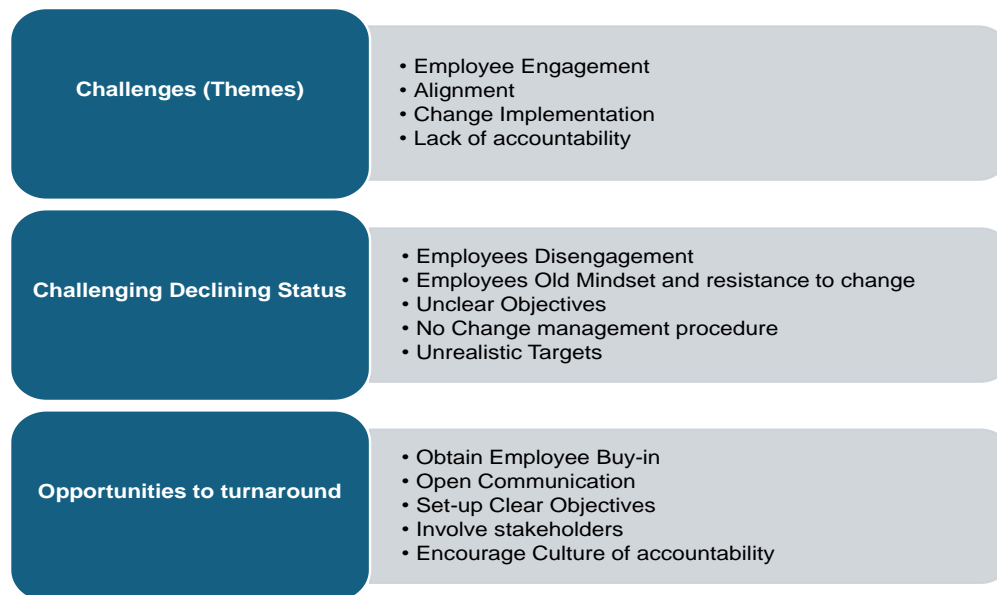 Challenges (Themes)
• Employee Engagement
• Alignment
• Change Implementation
• Lack of accountability
Challenging Declining Status
• Employees Disengagement
• Employees Old Mindset and resistance to change
• Unclear Objectives
• No Change management procedure
• Unrealistic Targets
Opportunities to turnaround
• Obtain Employee Buy-in
• Open Communication
• Set-up Clear Objectives
• Involve stakeholders
• Encourage Culture of accountability